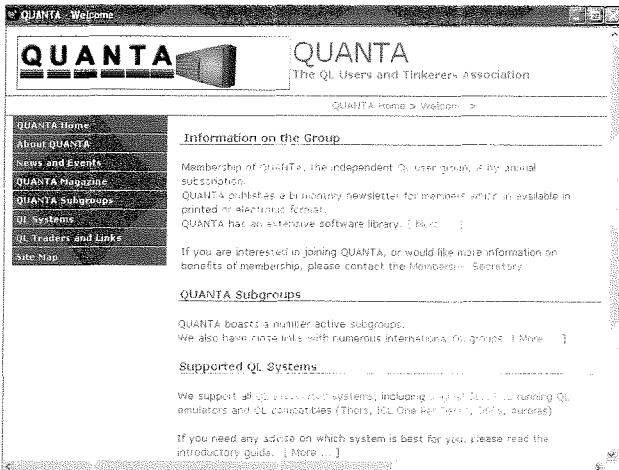 QUANTA - Welcome
QUANTA
QUANTA
The QL Users and Tinkerers Association
QUANTA Home > Welcome >
QUANTA Home
About QUANTA
News and Events
QUANTA Magazine
QUANTA Subgroups
QL Systems
QL Traders and Links
Site Map
Information on the Group
Membership of QUANTA, the independent QL user group, is by annual
subscription.
QUANTA publishes a bi monthly newsletter for members which is available in
printed or electronic format.
QUANTA has an extensive software library. [ More ... ]
If you are interested in joining QUANTA, or would like more information on
benefits of membership, please contact the Membership Secretary
QUANTA Subgroups
QUANTA boasts a number active subgroups.
We also have close links with numerous international QL groups. [ More ... ]
Supported QL Systems
We support all QL systems, including running QL
emulators and QL compatibles (Thors, ICL One Per Desks, auroras)
If you need any advise on which system is best for you, please read the
introductory guide. [ More ... ]